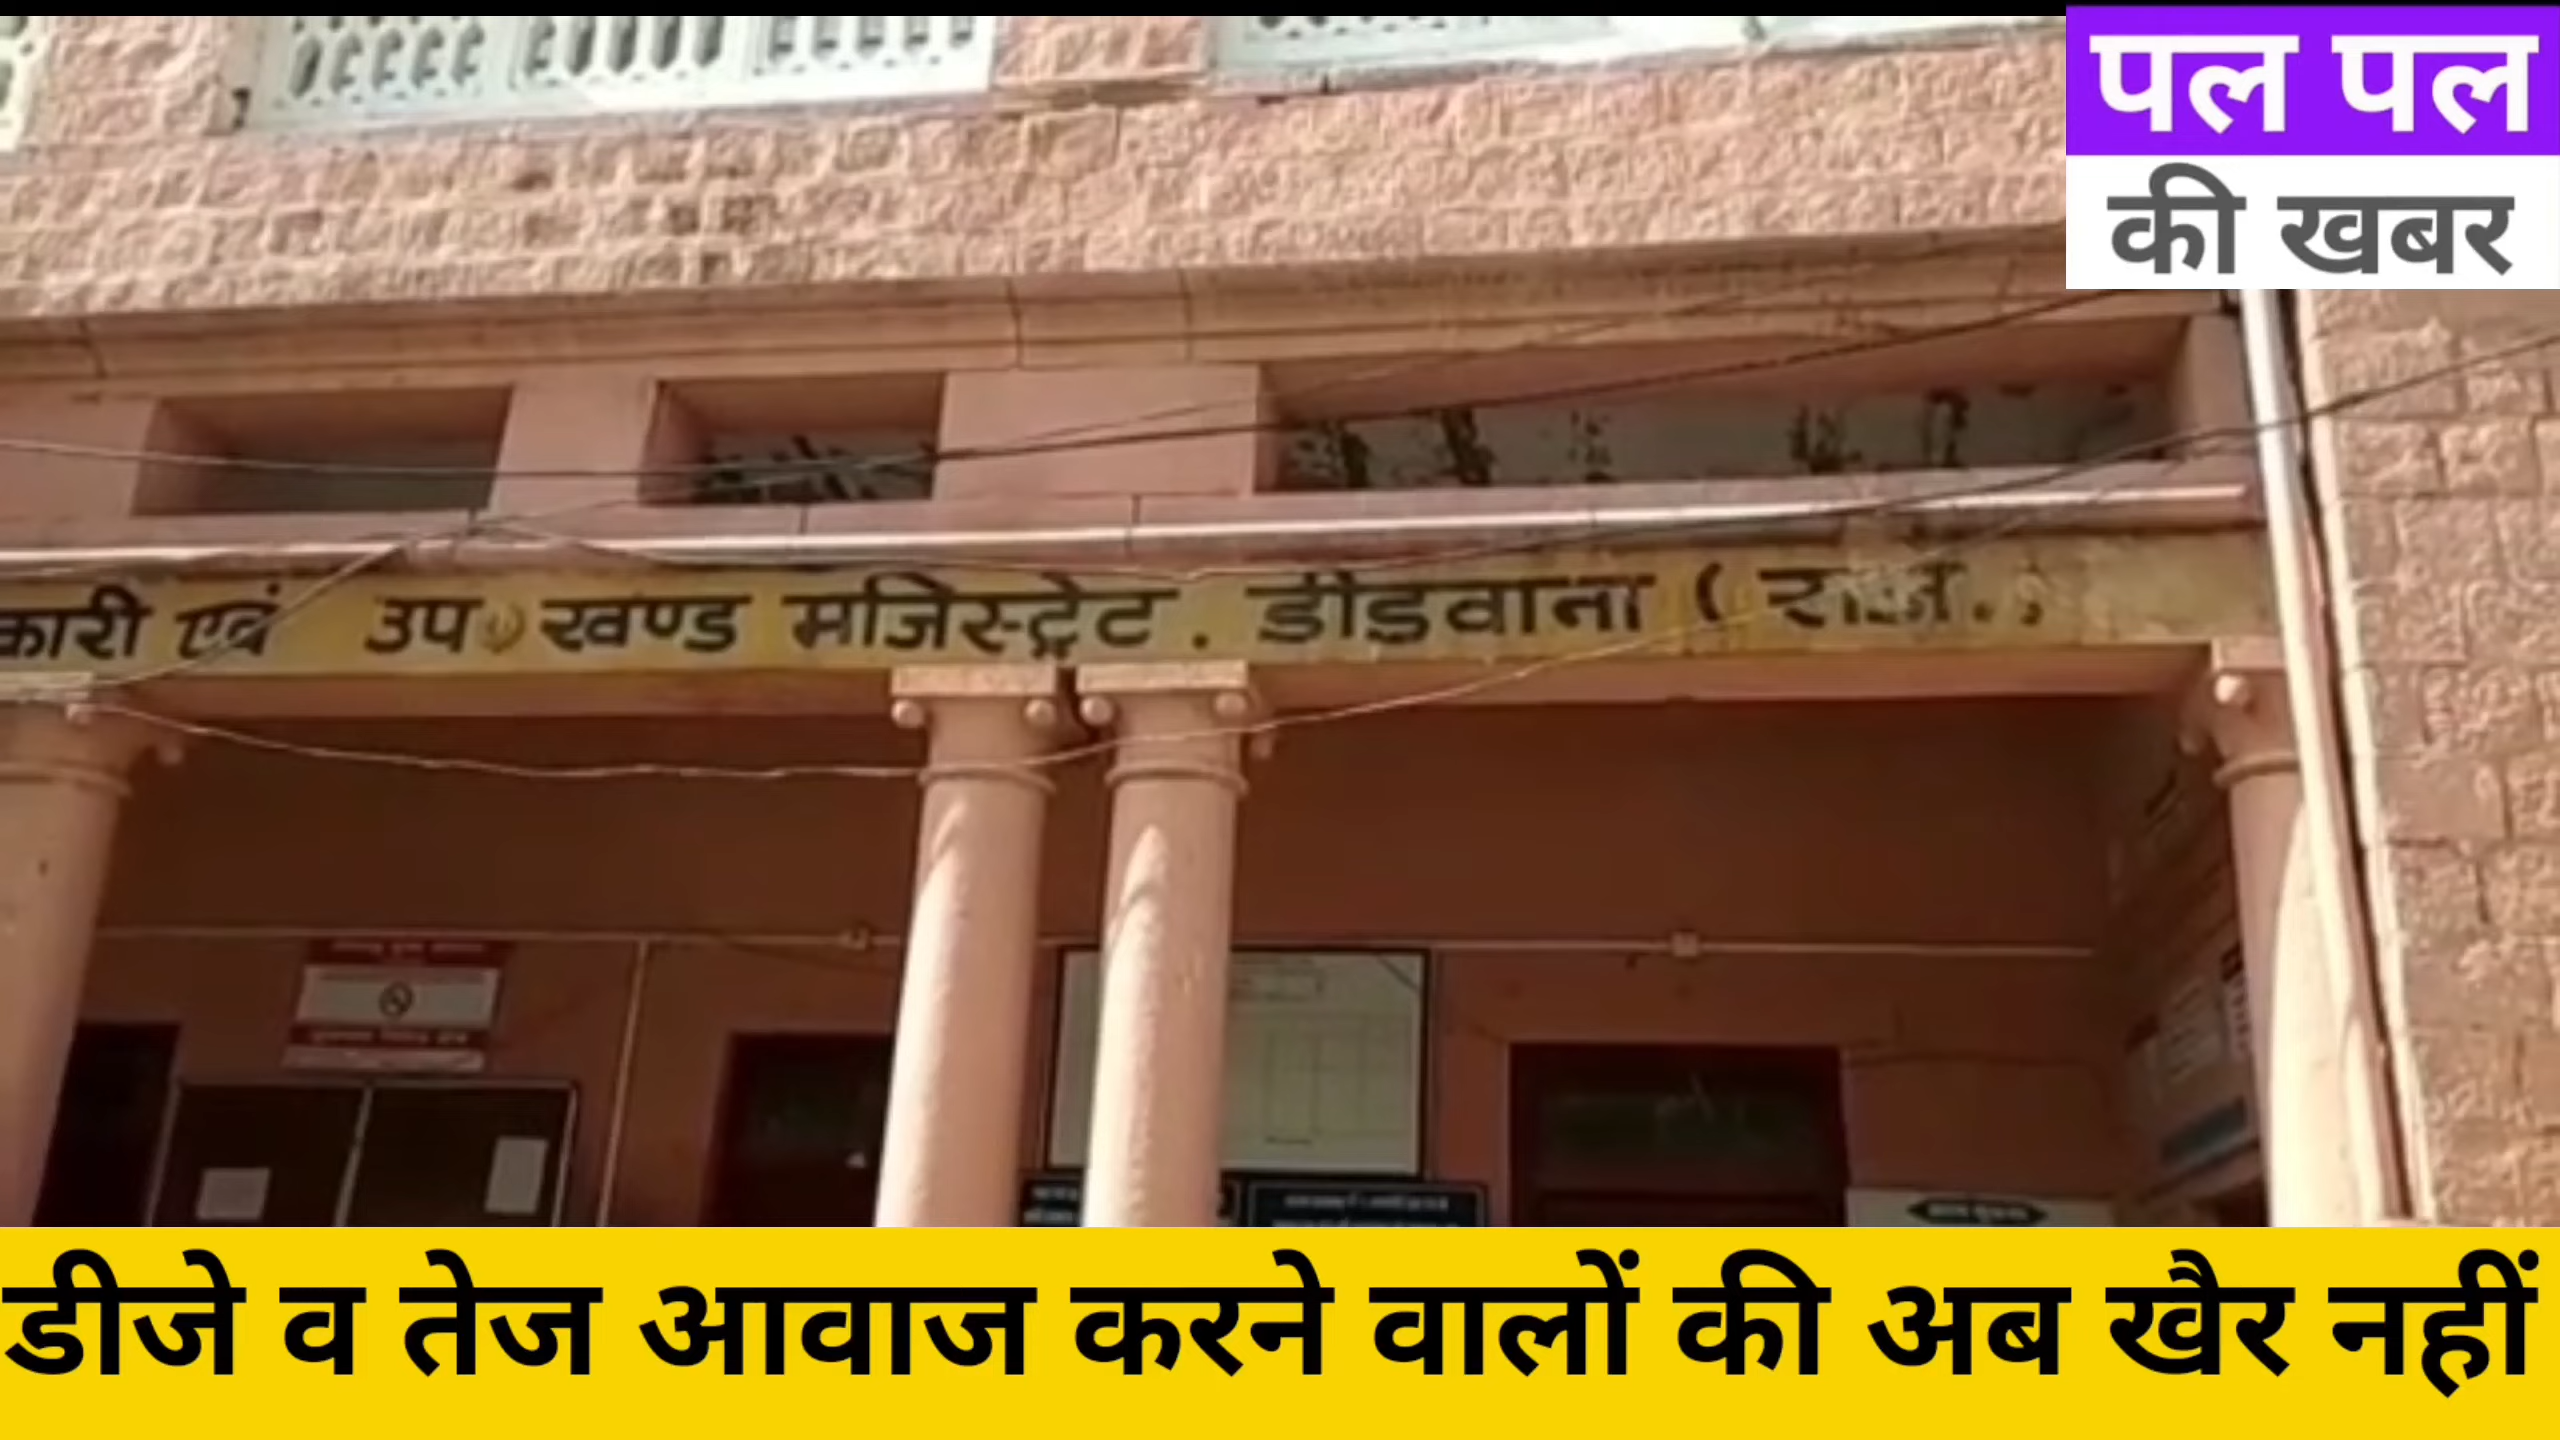 पल पल
की खबर
कारी एवं उप खण्ड मजिस्ट्रेट. डीडवाना (राज.)
डीजे व तेज आवाज करने वालों की अब खैर नहीं